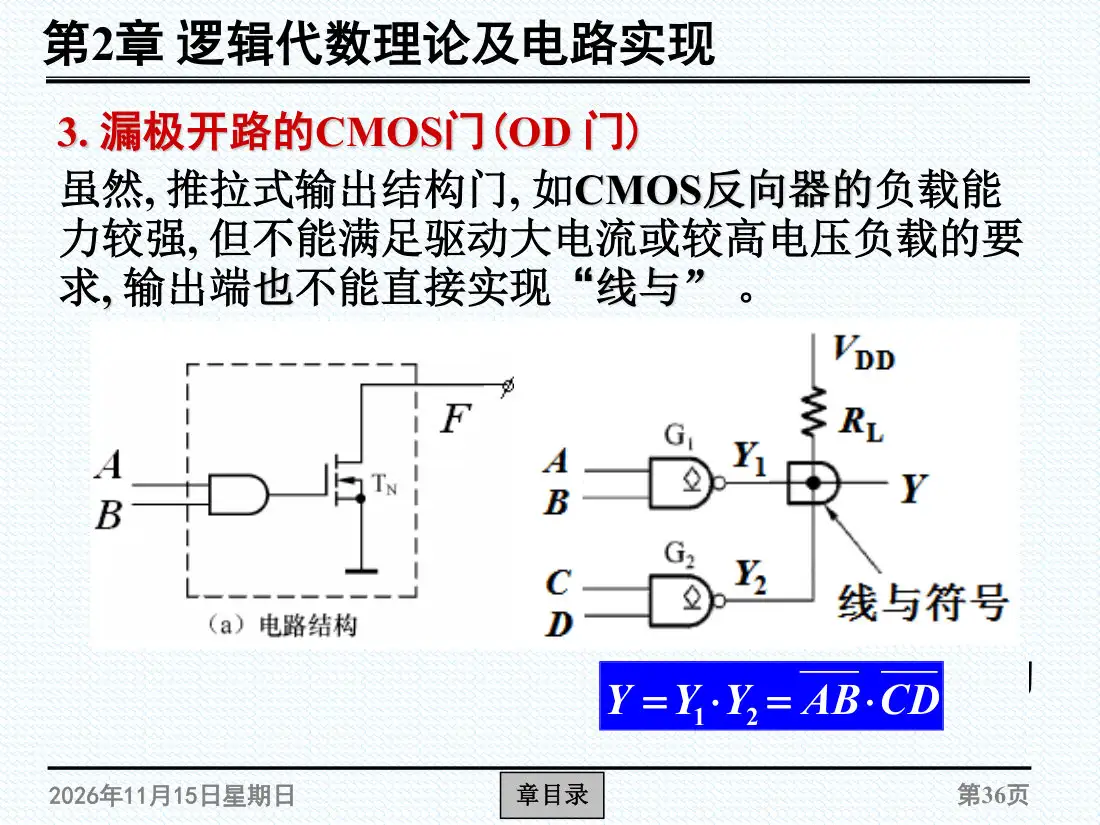 第2章 逻辑代数理论及电路实现
3. 漏极开路的CMOS门(OD 门)
虽然, 推拉式输出结构门, 如CMOS反向器的负载能
力较强, 但不能满足驱动大电流或较高电压负载的要
求, 输出端也不能直接实现“线与” 。
A
B
F
TN
(a) 电路结构
VDD
RL
G1
A
B
Y1
Y
G2
C
D
Y2
线与符号
Y = Y₁·Y₂ = A̅B̅·C̅D̅
2026年11月15日星期日
章目录
第36页